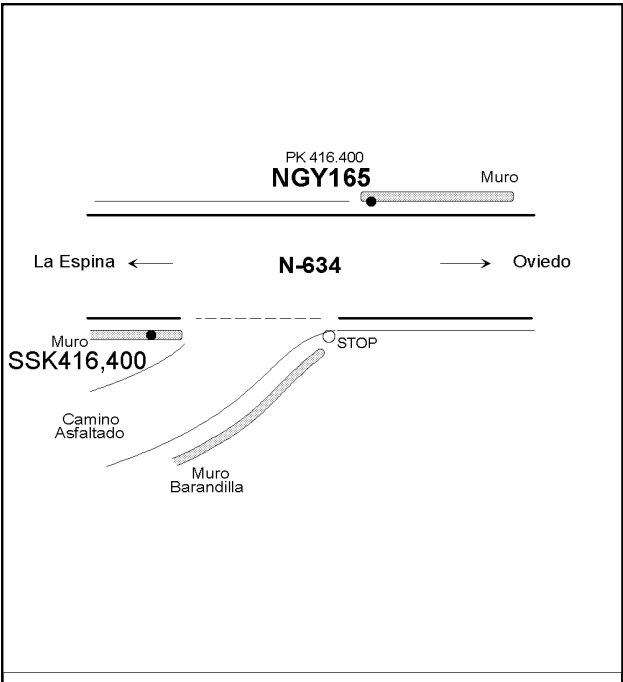 PK 416.400
NGY165
Muro
La Espina
N-634
Oviedo
Muro
STOP
SSK416,400
Camino
Asfaltado
Muro
Barandilla